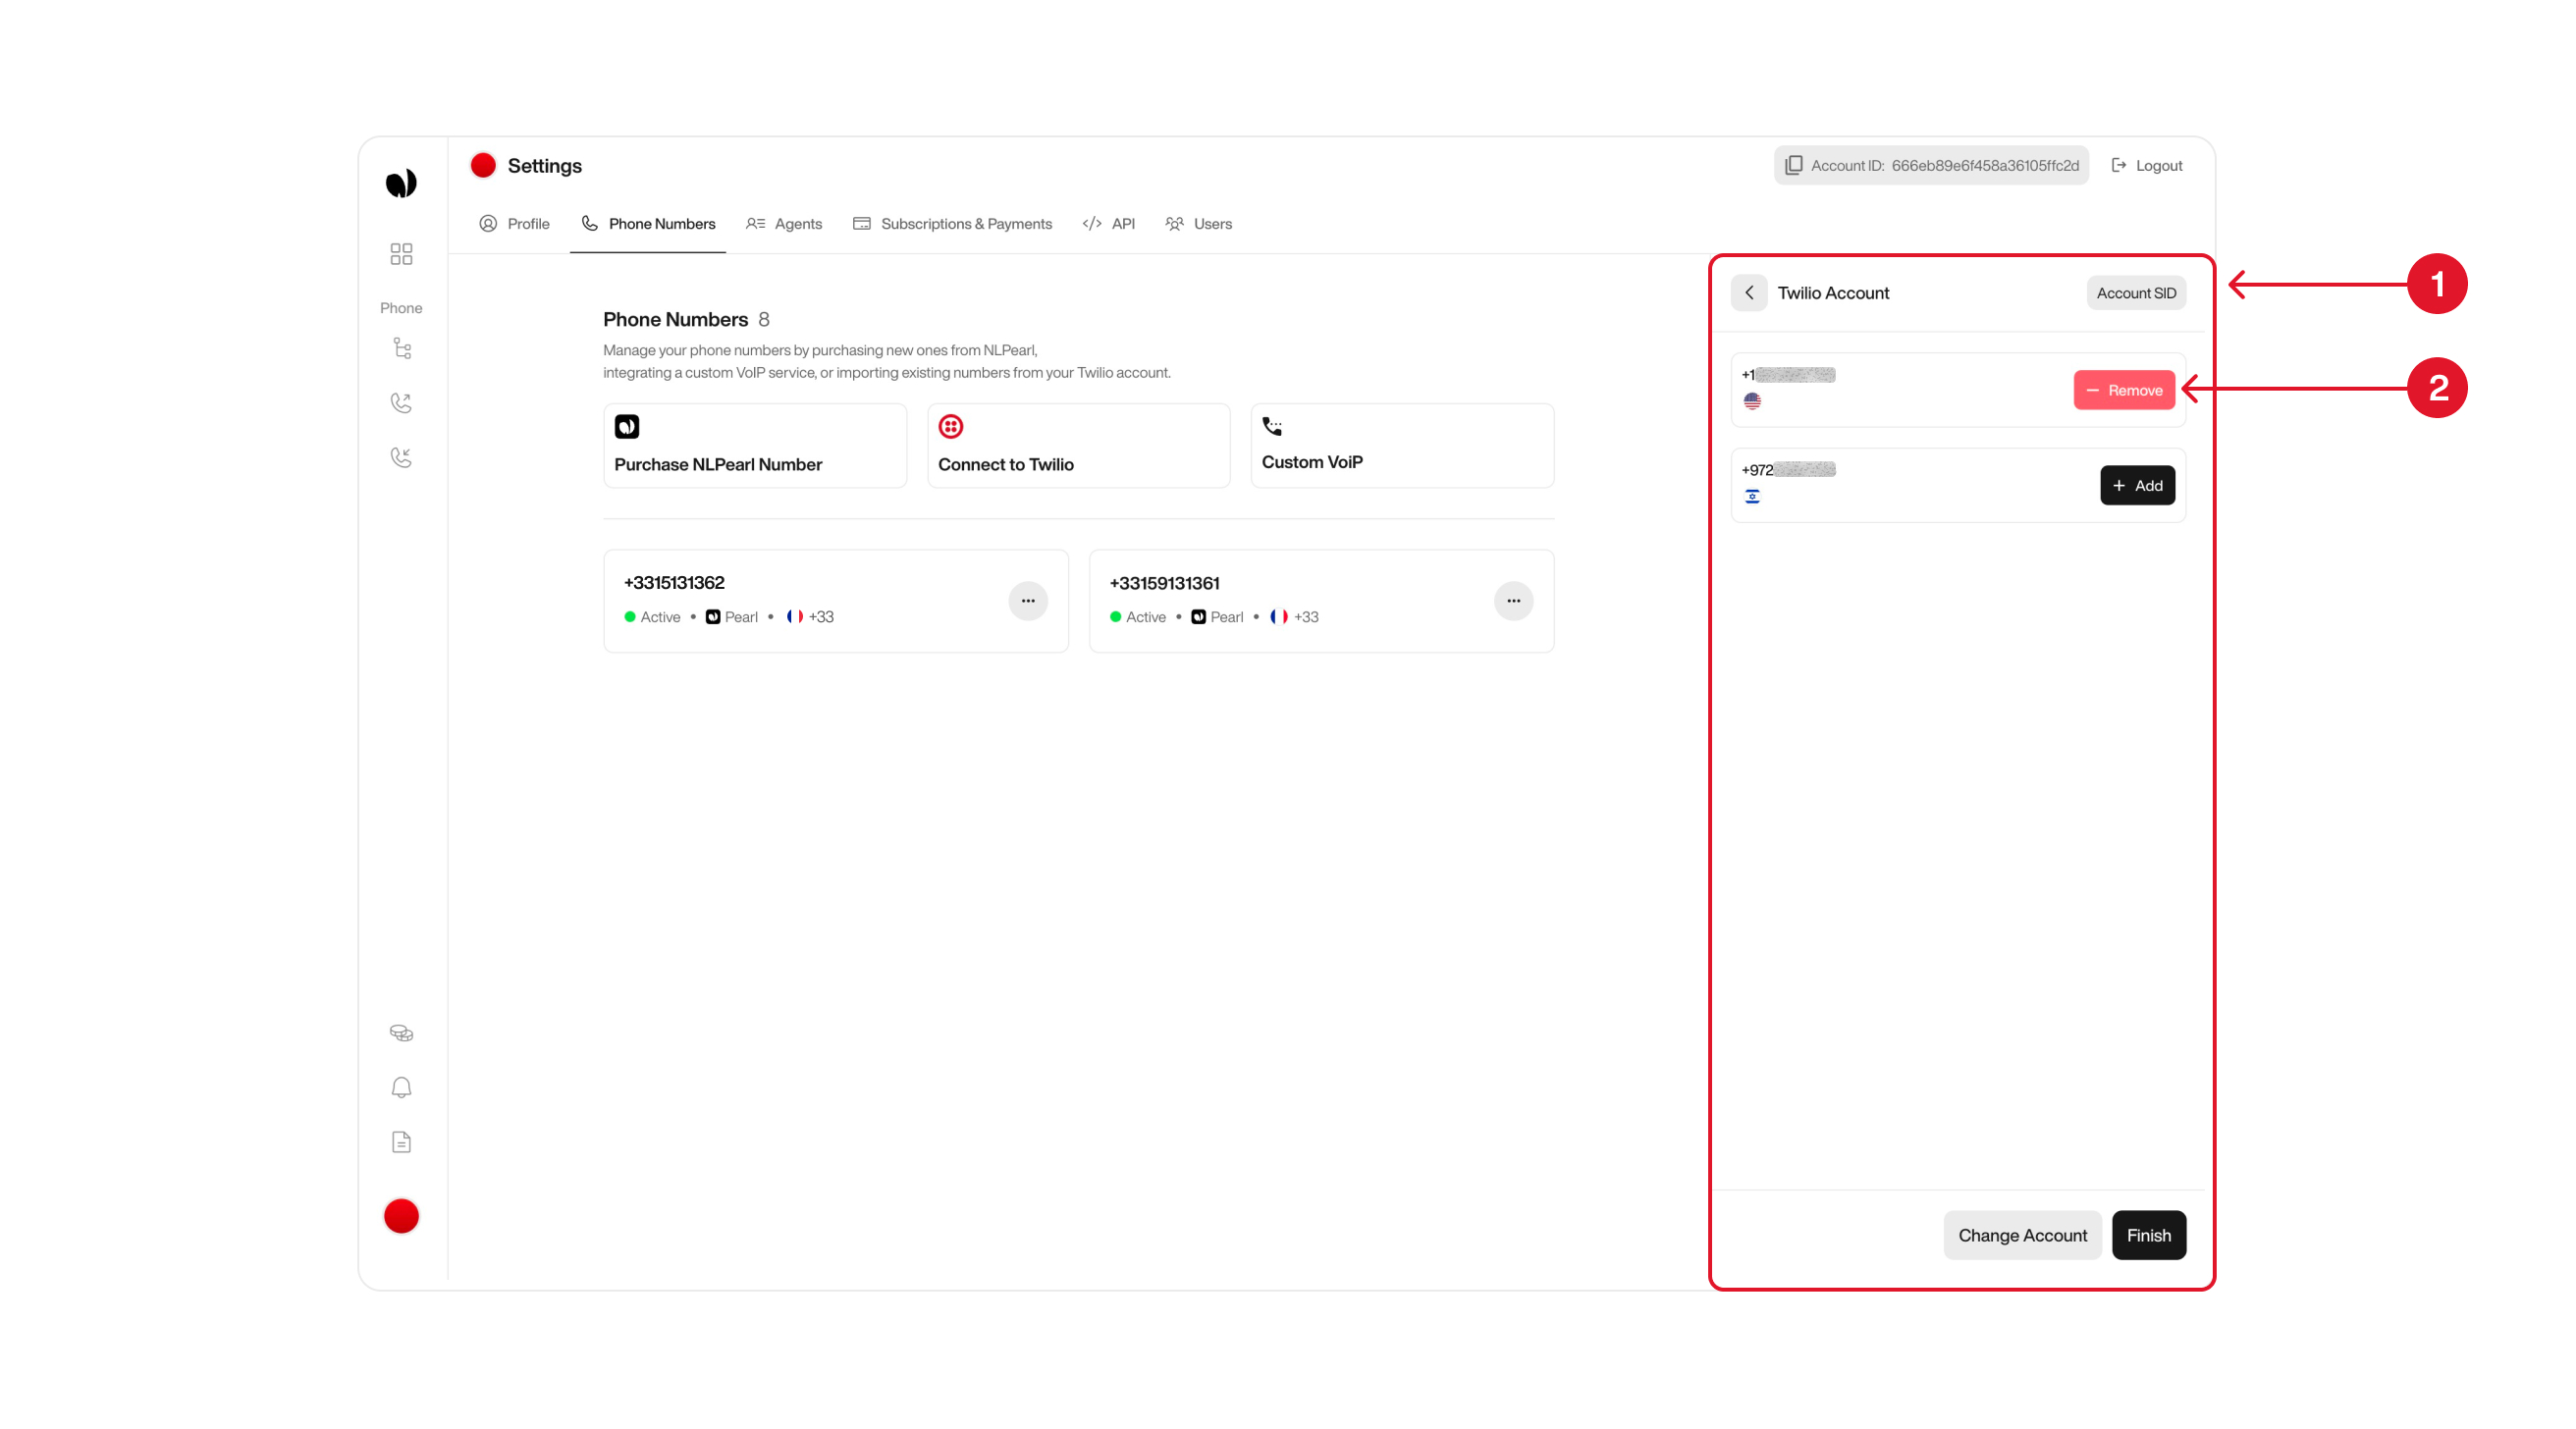 Settings
Account ID: 666eb89e6f458a36105ffc2d
Logout
Profile
Phone Numbers
Agents
Subscriptions & Payments
API
Users
Phone
Phone Numbers 8
Manage your phone numbers by purchasing new ones from NLPearl,
integrating a custom VoIP service, or importing existing numbers from your Twilio account.
Purchase NLPearl Number
Connect to Twilio
Custom VoiP
+3315131362
Active • Pearl • +33
+33159131361
Active • Pearl • +33
Twilio Account
Account SID
+1
Remove
+972
+ Add
Change Account
Finish
1
2